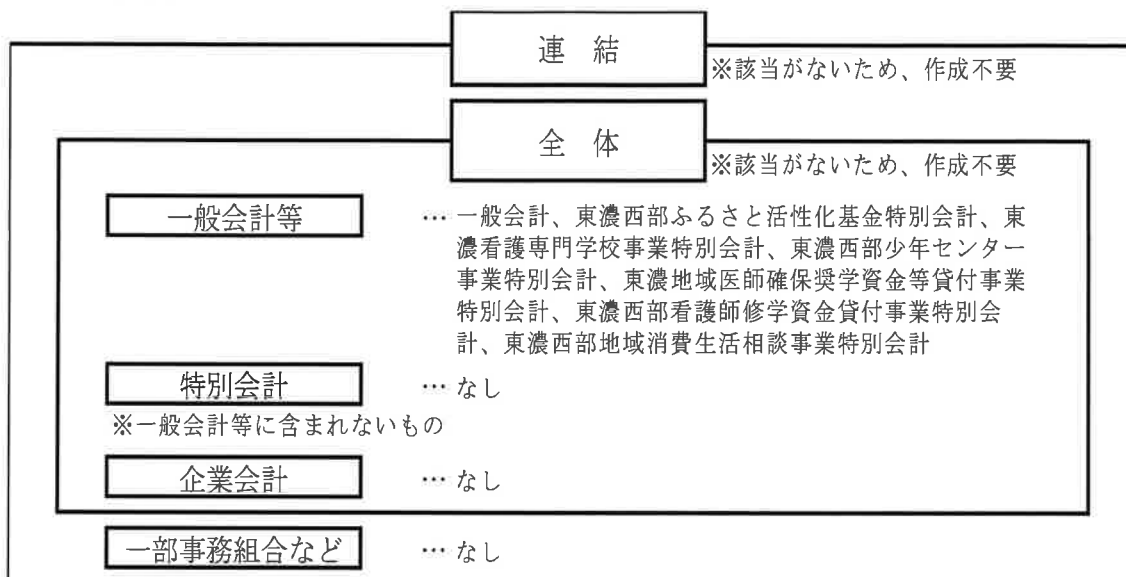 連 結
※該当がないため、作成不要
全 体
※該当がないため、作成不要
一般会計等
… 一般会計、東濃西部ふるさと活性化基金特別会計、東
濃看護専門学校事業特別会計、東濃西部少年センター
事業特別会計、東濃地域医師確保奨学資金等貸付事業
特別会計、東濃西部看護師修学資金貸付事業特別会
計、東濃西部地域消費生活相談事業特別会計
特別会計
… なし
※一般会計等に含まれないもの
企業会計
… なし
一部事務組合など
… なし